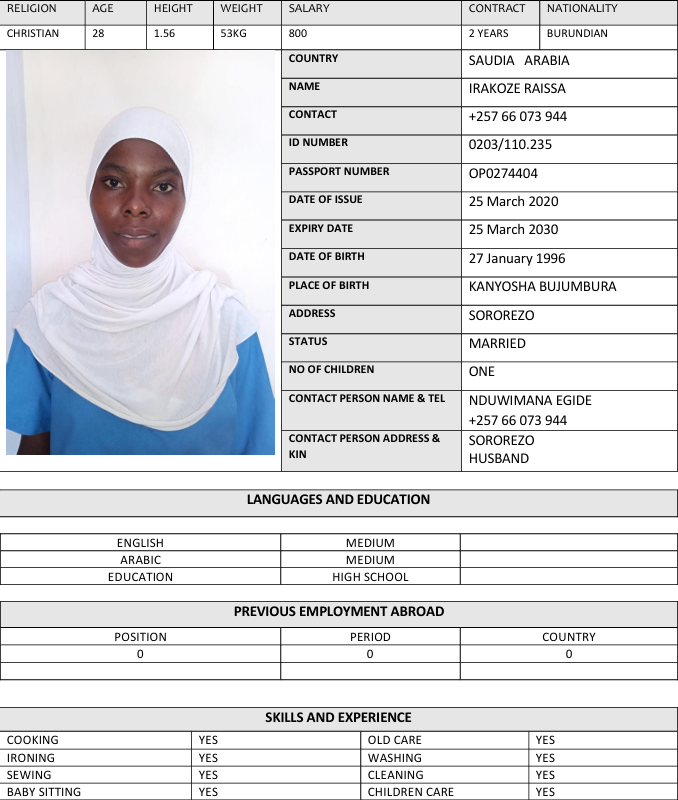 RELIGION AGE HEIGHT WEIGHT SALARY CONTRACT NATIONALITY
CHRISTIAN 28 1.56 53KG 800 2 YEARS BURUNDIAN
COUNTRY SAUDIA ARABIA
NAME IRAKOZE RAISSA
CONTACT +257 66 073 944
ID NUMBER 0203/110.235
PASSPORT NUMBER OP0274404
DATE OF ISSUE 25 March 2020
EXPIRY DATE 25 March 2030
DATE OF BIRTH 27 January 1996
PLACE OF BIRTH KANYOSHA BUJUMBURA
ADDRESS SOROREZO
STATUS MARRIED
NO OF CHILDREN ONE
CONTACT PERSON NAME & TEL NDUWIMANA EGIDE
+257 66 073 944
CONTACT PERSON ADDRESS & SOROREZO
KIN HUSBAND
LANGUAGES AND EDUCATION
ENGLISH MEDIUM
ARABIC MEDIUM
EDUCATION HIGH SCHOOL
PREVIOUS EMPLOYMENT ABROAD
POSITION PERIOD COUNTRY
0 0 0
SKILLS AND EXPERIENCE
COOKING YES OLD CARE YES
IRONING YES WASHING YES
SEWING YES CLEANING YES
BABY SITTING YES CHILDREN CARE YES